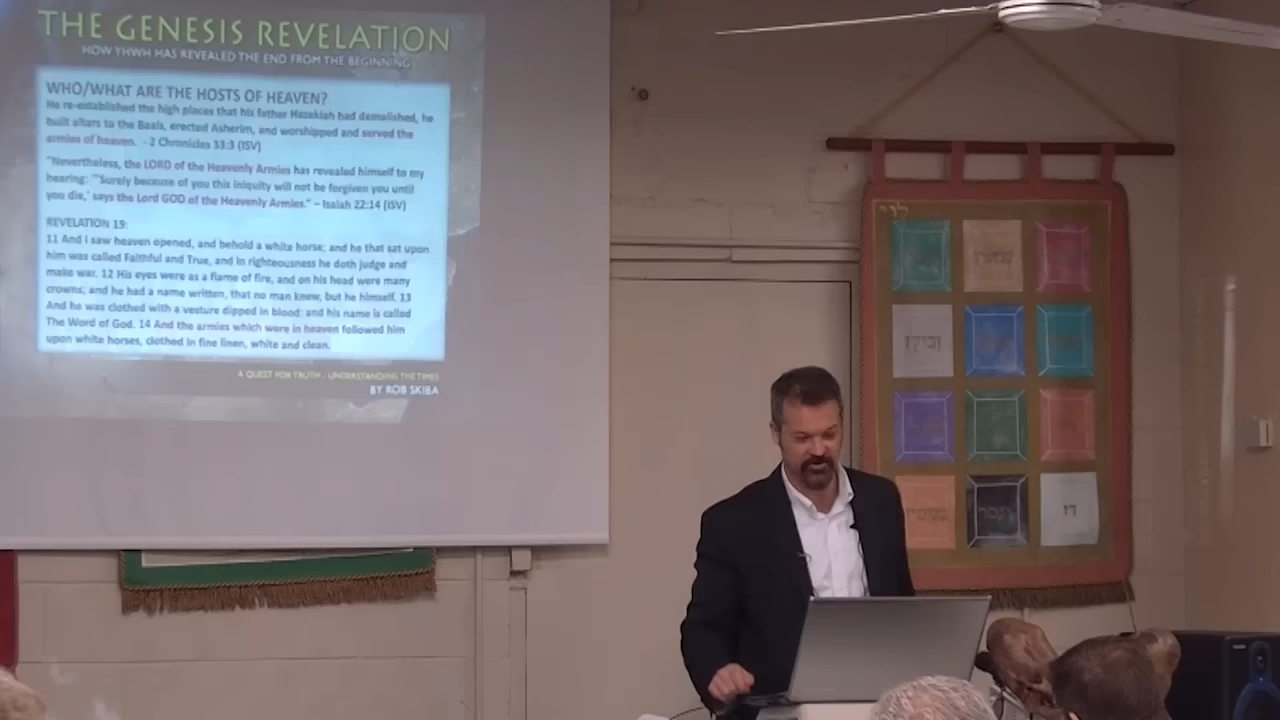 THE GENESIS REVELATION
HOW YHWH HAS REVEALED THE END FROM THE BEGINNING
WHO/WHAT ARE THE HOSTS OF HEAVEN?
He re-established the high places that his father Hezekiah had demolished, he
built altars to the Baals, erected Asherim, and worshipped and served the
armies of heaven. - 2 Chronicles 33:3 (ISV)
"Nevertheless, the LORD of the Heavenly Armies has revealed himself to my
hearing: "'Surely because of you this iniquity will not be forgiven you until
you die,' says the Lord GOD of the Heavenly Armies." – Isaiah 22:14 (ISV)
REVELATION 19:
11 And I saw heaven opened, and behold a white horse; and he that sat upon
him was called Faithful and True, and in righteousness he doth judge and
make war. 12 His eyes were as a flame of fire, and on his head were many
crowns; and he had a name written, that no man knew, but he himself. 13
And he was clothed with a vesture dipped in blood: and his name is called
The Word of God. 14 And the armies which were in heaven followed him
upon white horses, clothed in fine linen, white and clean.
A QUEST FOR TRUTH - UNDERSTANDING THE TIMES
BY ROB SKIBA
לוי
דן